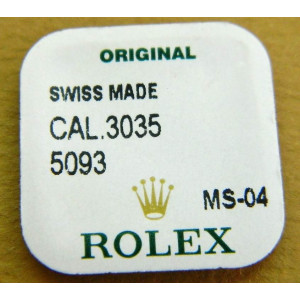 ORIGINAL
SWISS MADE
CAL.3035
5093
MS-04
ROLEX